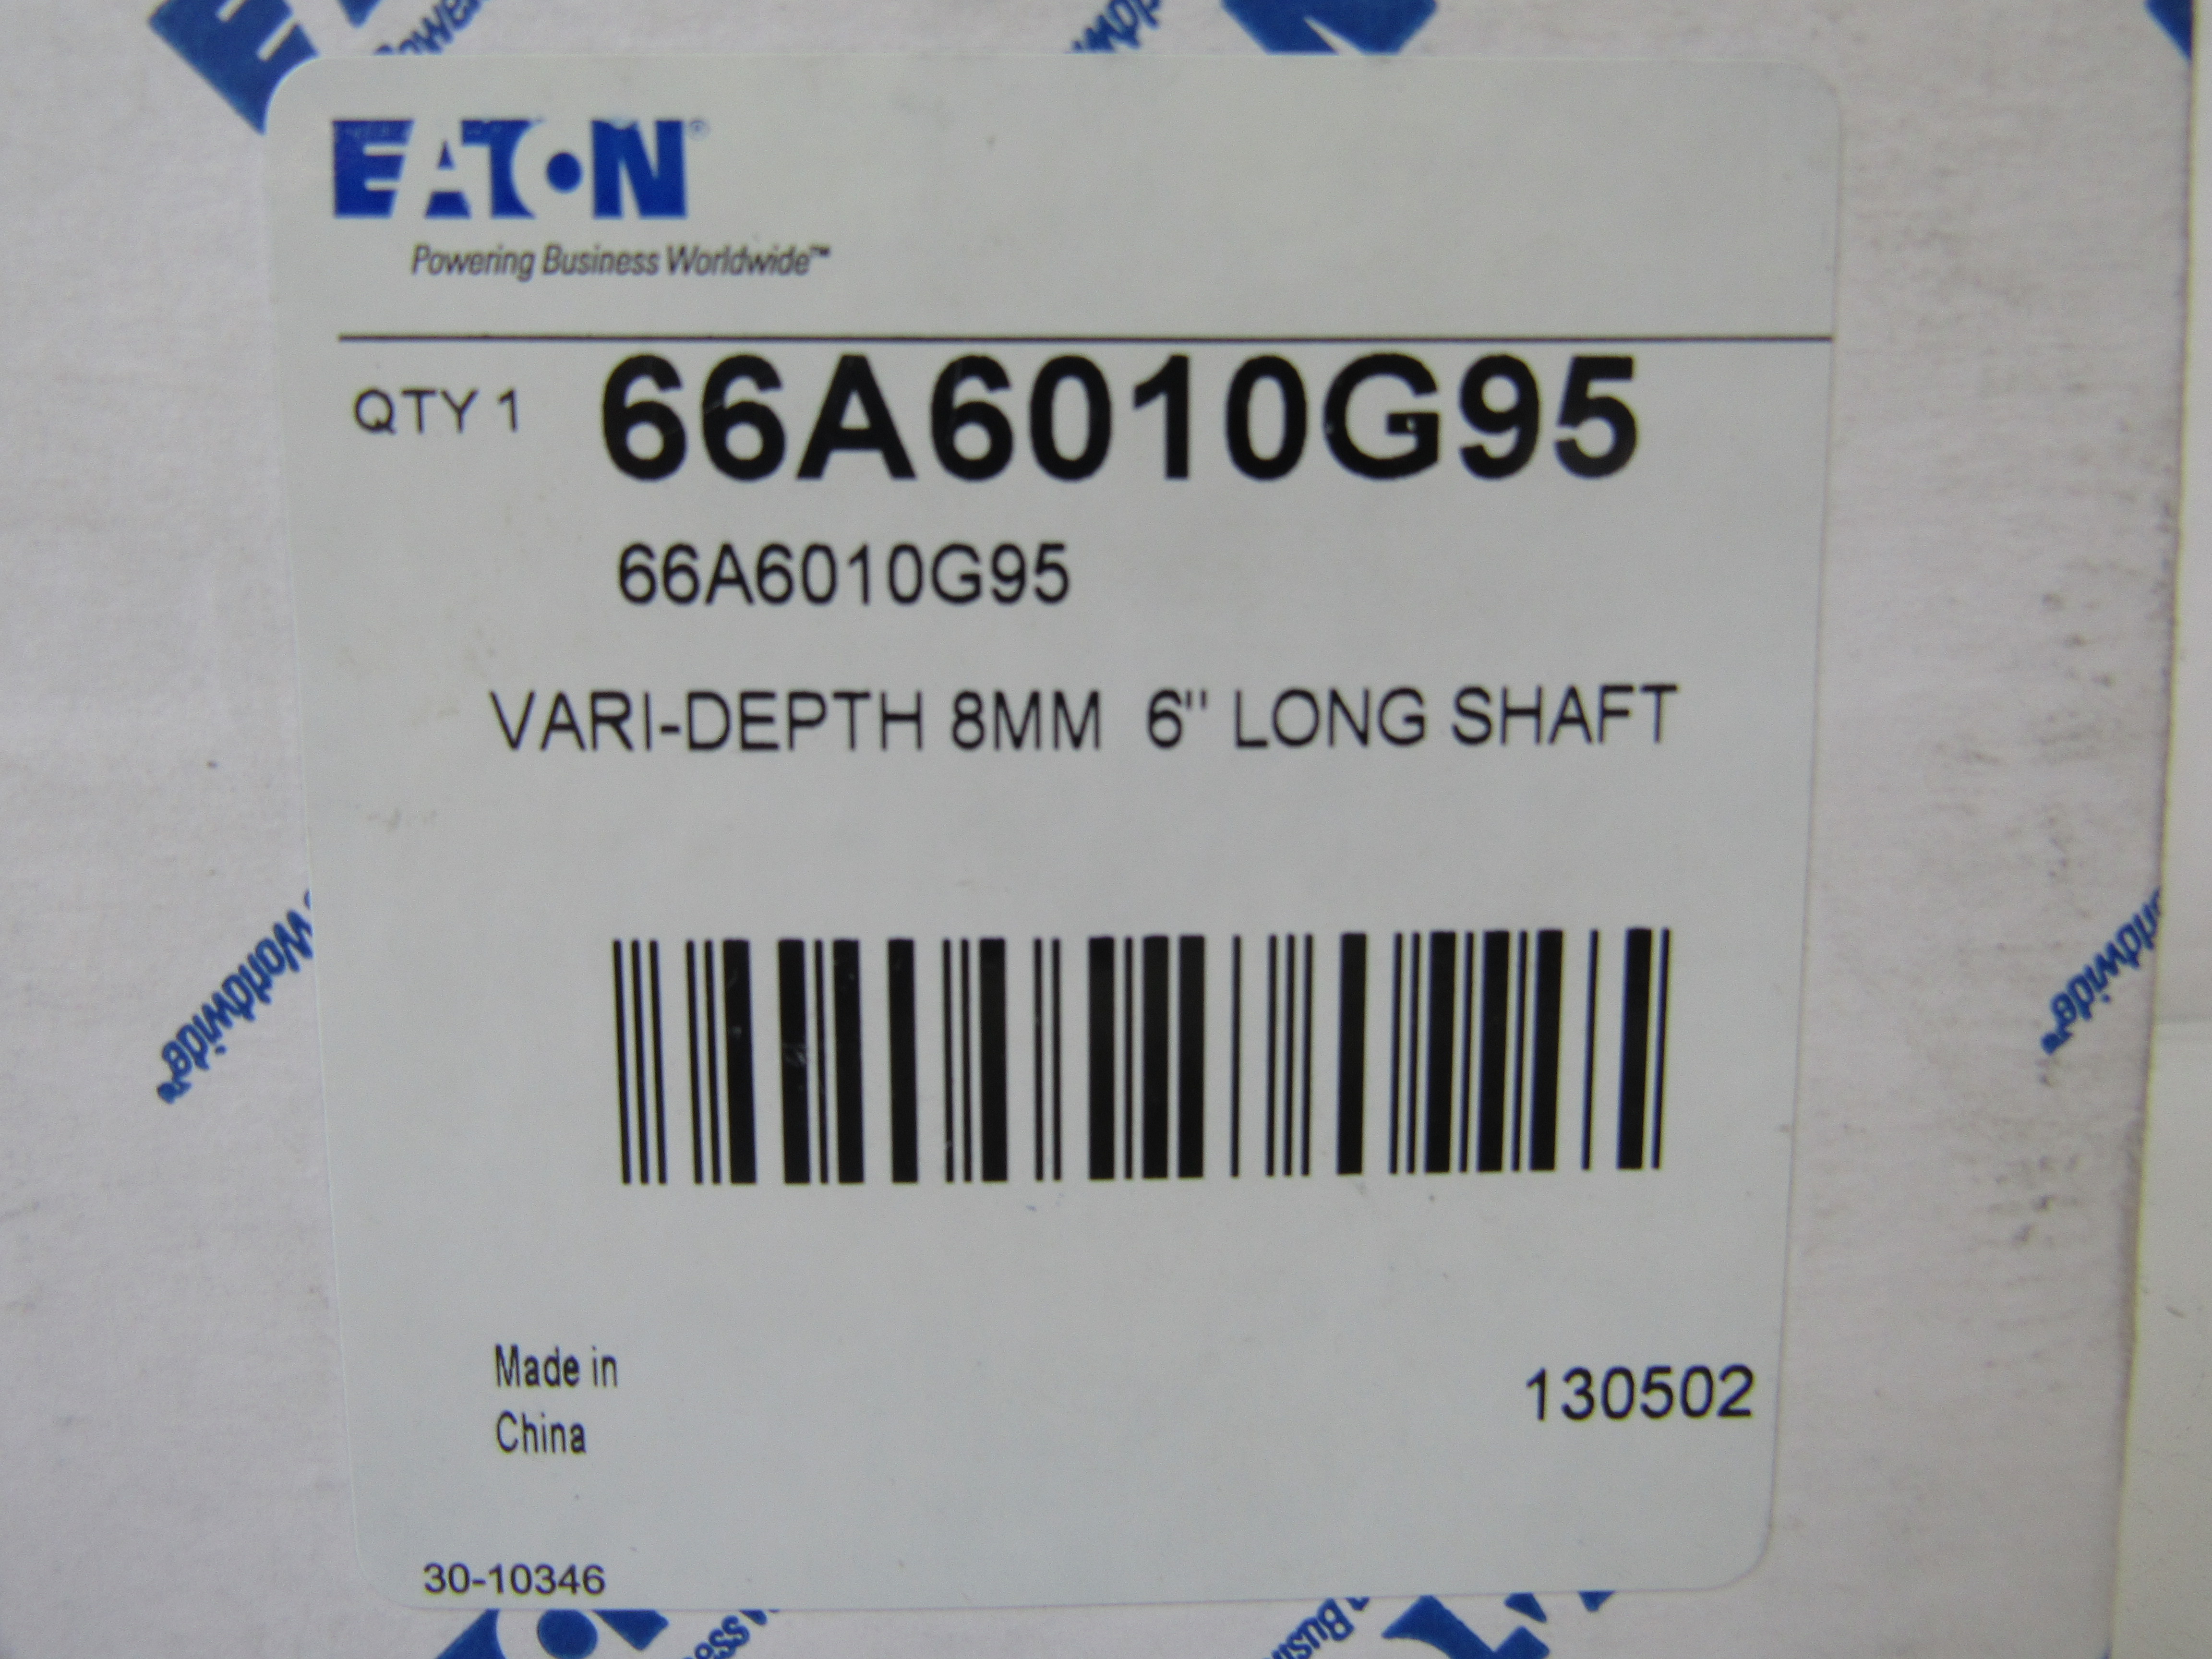 EATON®
Powering Business Worldwide™
QTY 1 66A6010G95
66A6010G95
VARI-DEPTH 8MM 6" LONG SHAFT
Made in
China
130502
30-10346
Worldwide™